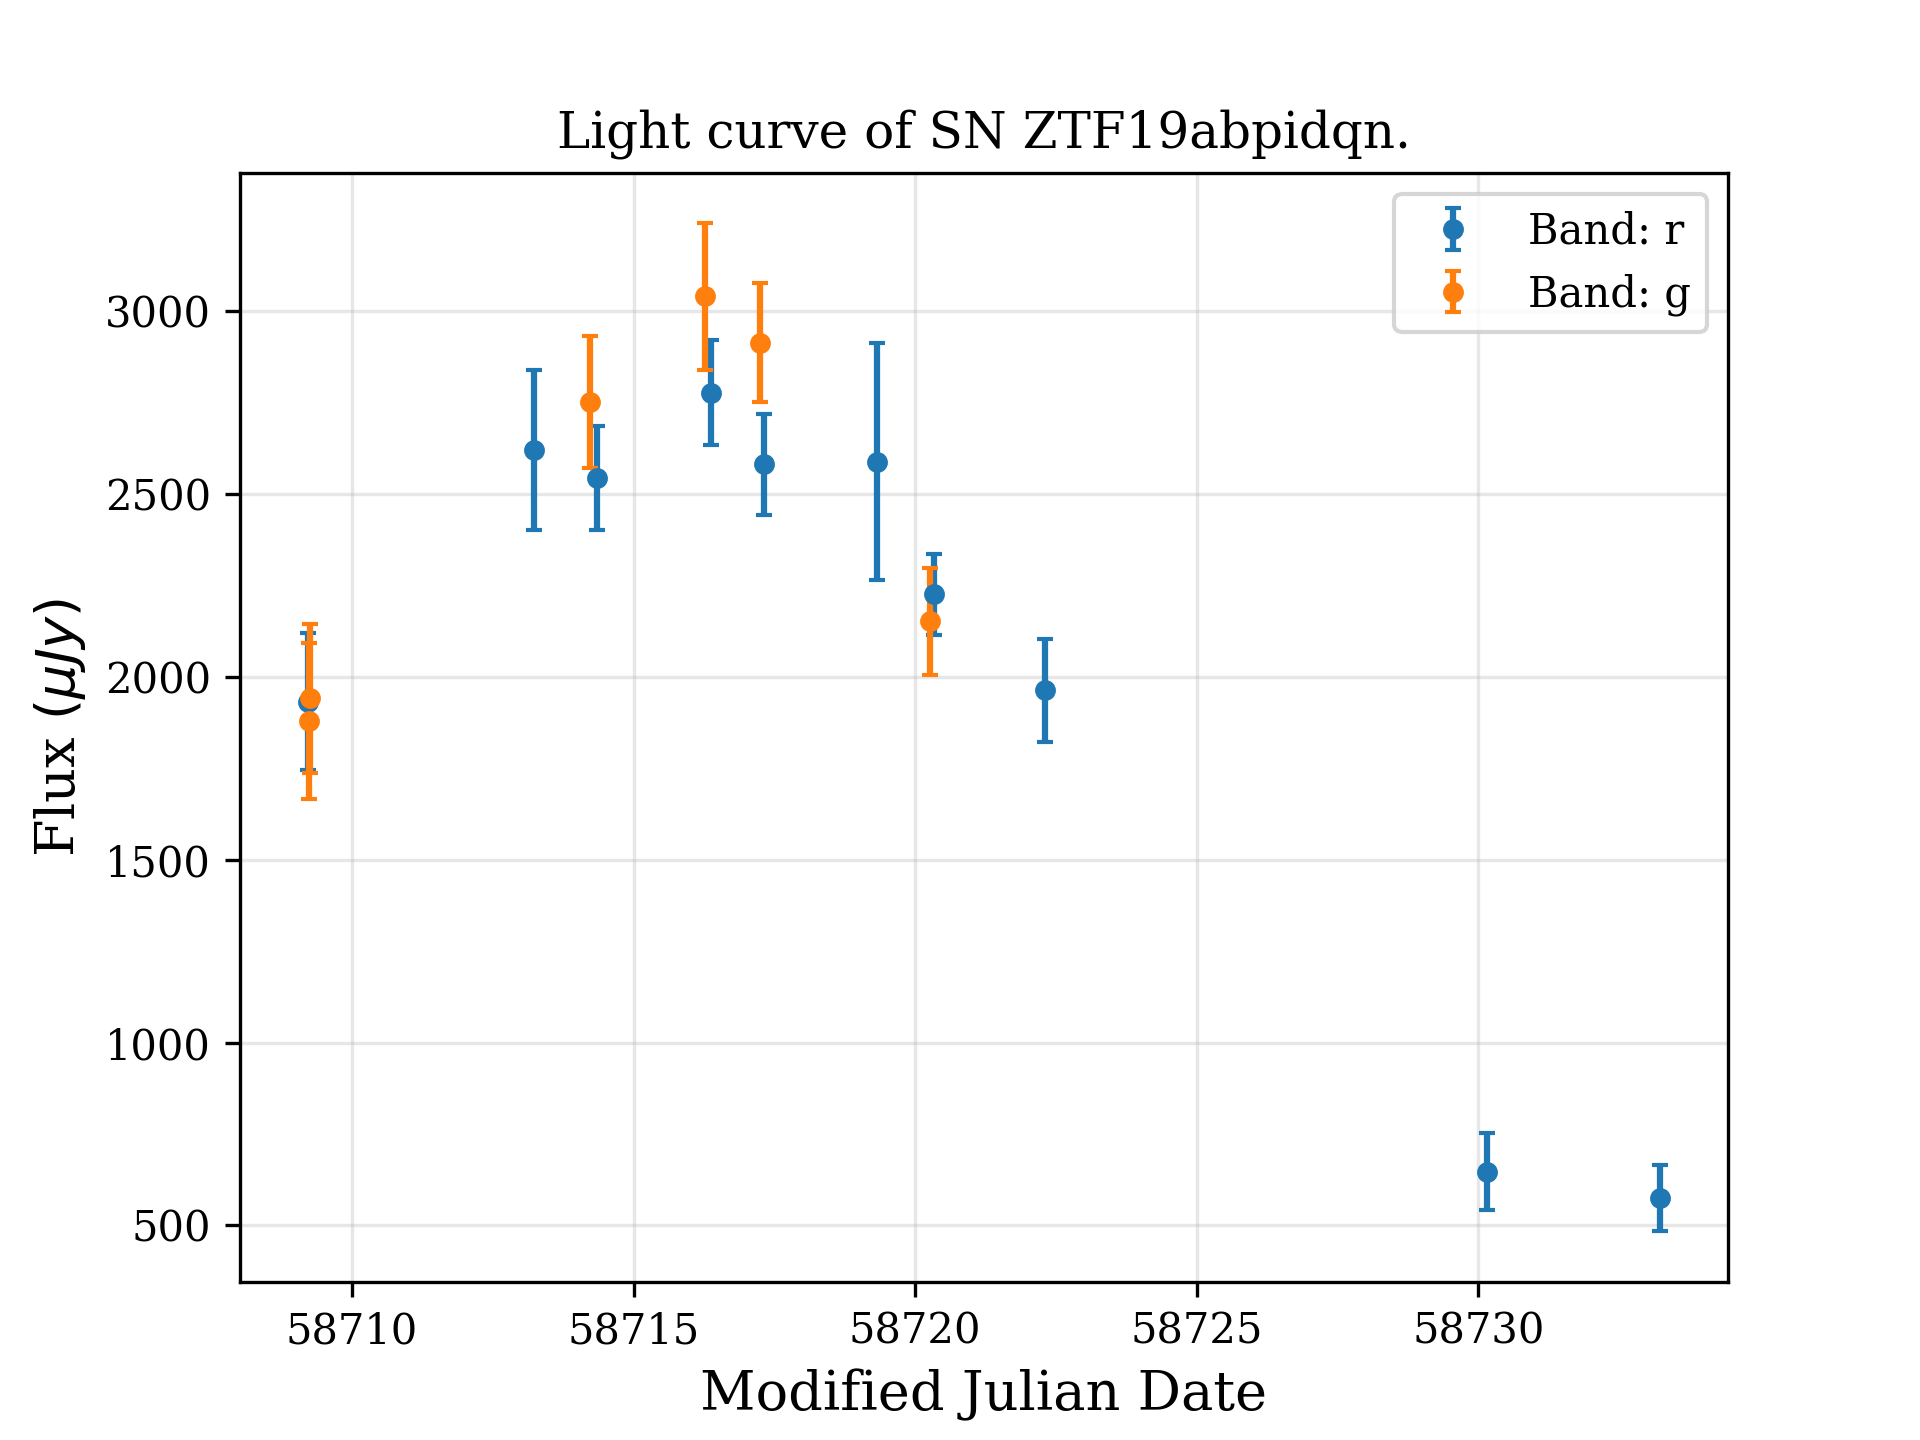 Light curve of SN ZTF19abpidqn.
Band: r
Band: g
Flux (μJy)
3000
2500
2000
1500
1000
500
58710 58715 58720 58725 58730
Modified Julian Date